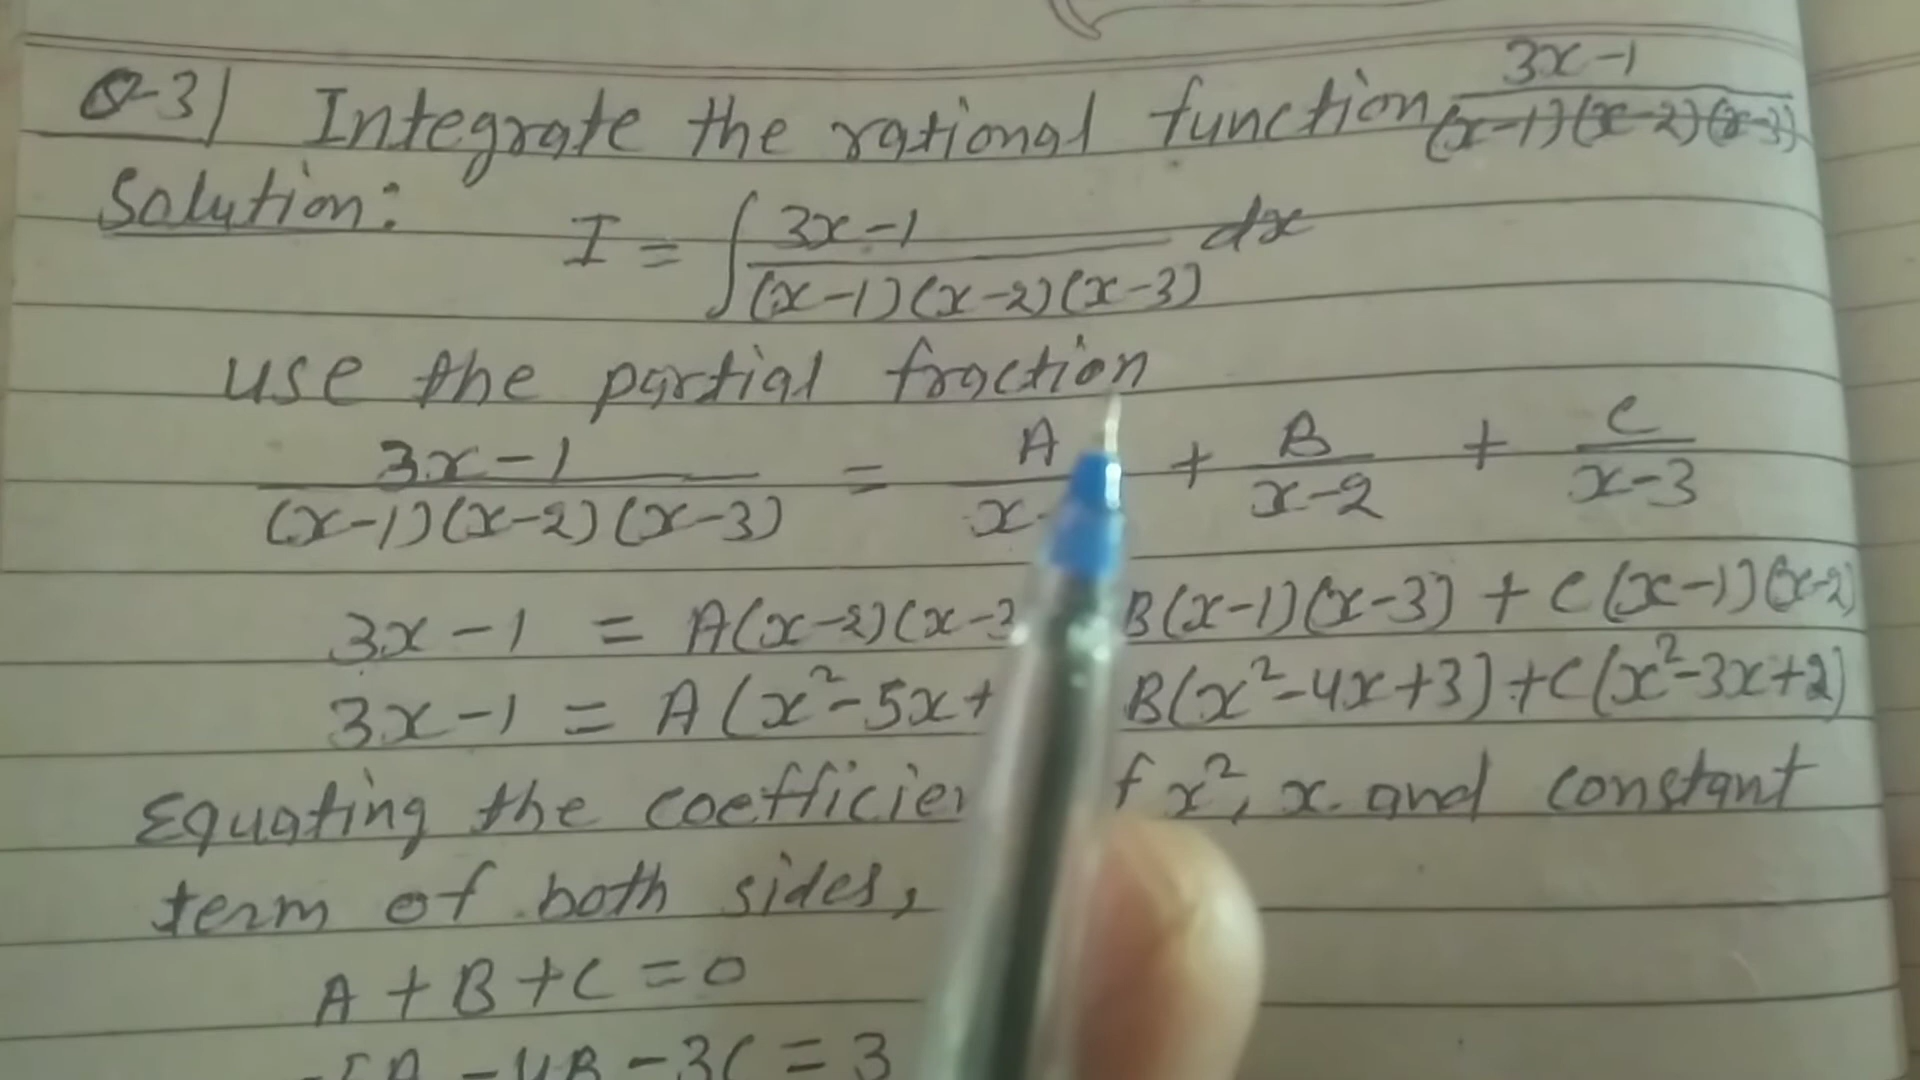 Q-3) Integrate the rational function (3x-1)/((x-1)(x-2)(x-3))
Solution:
I = ∫ (3x-1)/((x-1)(x-2)(x-3)) dx
use the partial fraction
(3x-1)/((x-1)(x-2)(x-3)) = A/(x- + B/(x-2) + C/(x-3)
3x-1 = A(x-2)(x-3 B(x-1)(x-3) + C(x-1)(x-2)
3x-1 = A(x²-5x+ B(x²-4x+3)+C(x²-3x+2)
Equating the x², x and constant
term of both sides,
A+B+C=0
-5A-4B-3C=3